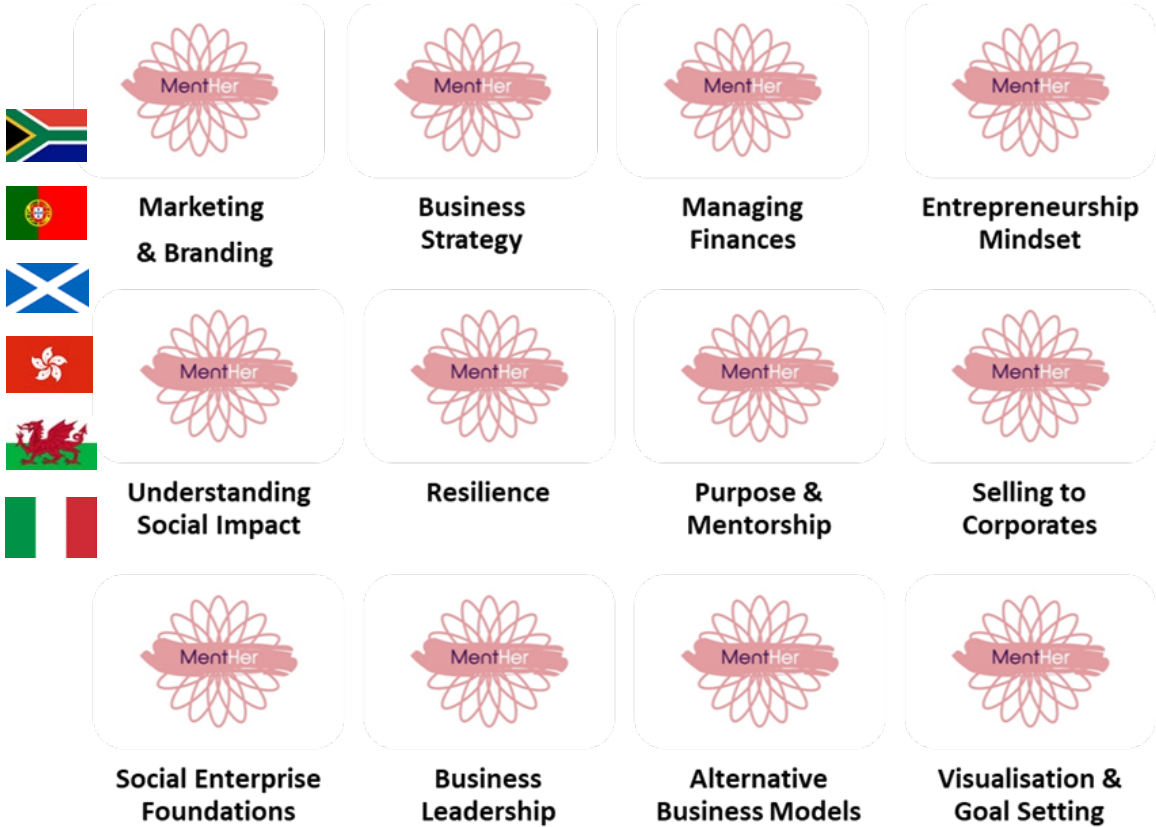 MentHer
MentHer
MentHer
MentHer
Marketing
& Branding
Business
Strategy
Managing
Finances
Entrepreneurship
Mindset
MentHer
MentHer
MentHer
MentHer
Understanding
Social Impact
Resilience
Purpose &
Mentorship
Selling to
Corporates
MentHer
MentHer
MentHer
MentHer
Social Enterprise
Foundations
Business
Leadership
Alternative
Business Models
Visualisation &
Goal Setting